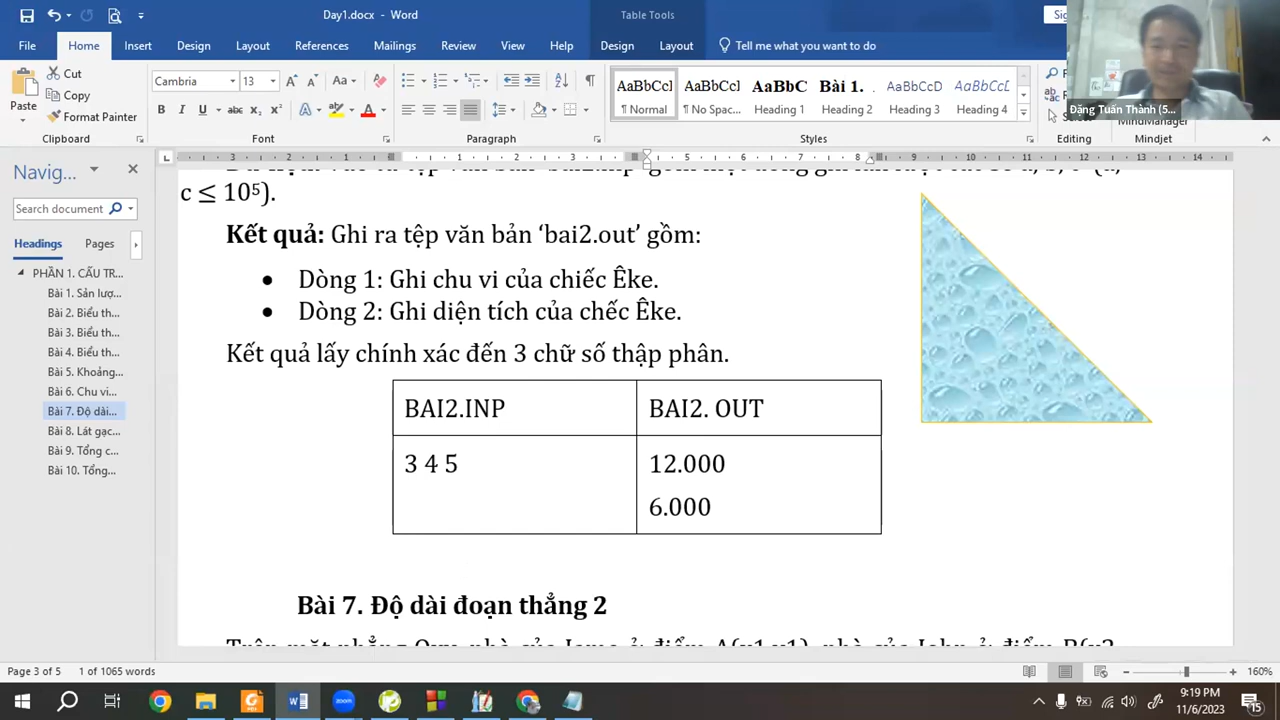 Day1.docx - Word
Table Tools
File
Home
Insert
Design
Layout
References
Mailings
Review
View
Help
Design
Layout
Tell me what you want to do
Paste
Cut
Copy
Format Painter
Clipboard
Cambria
13
Font
Paragraph
AaBbCcI
¶ Normal
AaBbCcI
¶ No Spac...
AaBbC
Heading 1
Bài 1.
Heading 2
AaBbCcD
Heading 3
AaBbCcD
Heading 4
Styles
Editing
MindManager
Mindjet
Đặng Tuấn Thành (5...
Navig...
Search document
Headings
Pages
PHẦN 1. CẤU TR...
Bài 1. Sản lượ...
Bài 2. Biểu th...
Bài 3. Biểu th...
Bài 4. Biểu th...
Bài 5. Khoảng...
Bài 6. Chu vi...
Bài 7. Độ dài...
Bài 8. Lát gạc...
Bài 9. Tổng c...
Bài 10. Tổng...
c ≤ 10⁵).
Kết quả: Ghi ra tệp văn bản ‘bai2.out’ gồm:
• Dòng 1: Ghi chu vi của chiếc Êke.
• Dòng 2: Ghi diện tích của chếc Êke.
Kết quả lấy chính xác đến 3 chữ số thập phân.
BAI2.INP
BAI2. OUT
3 4 5
12.000
6.000
Bài 7. Độ dài đoạn thẳng 2
Page 3 of 5
1 of 1065 words
160%
zoom
9:19 PM
11/6/2023
15